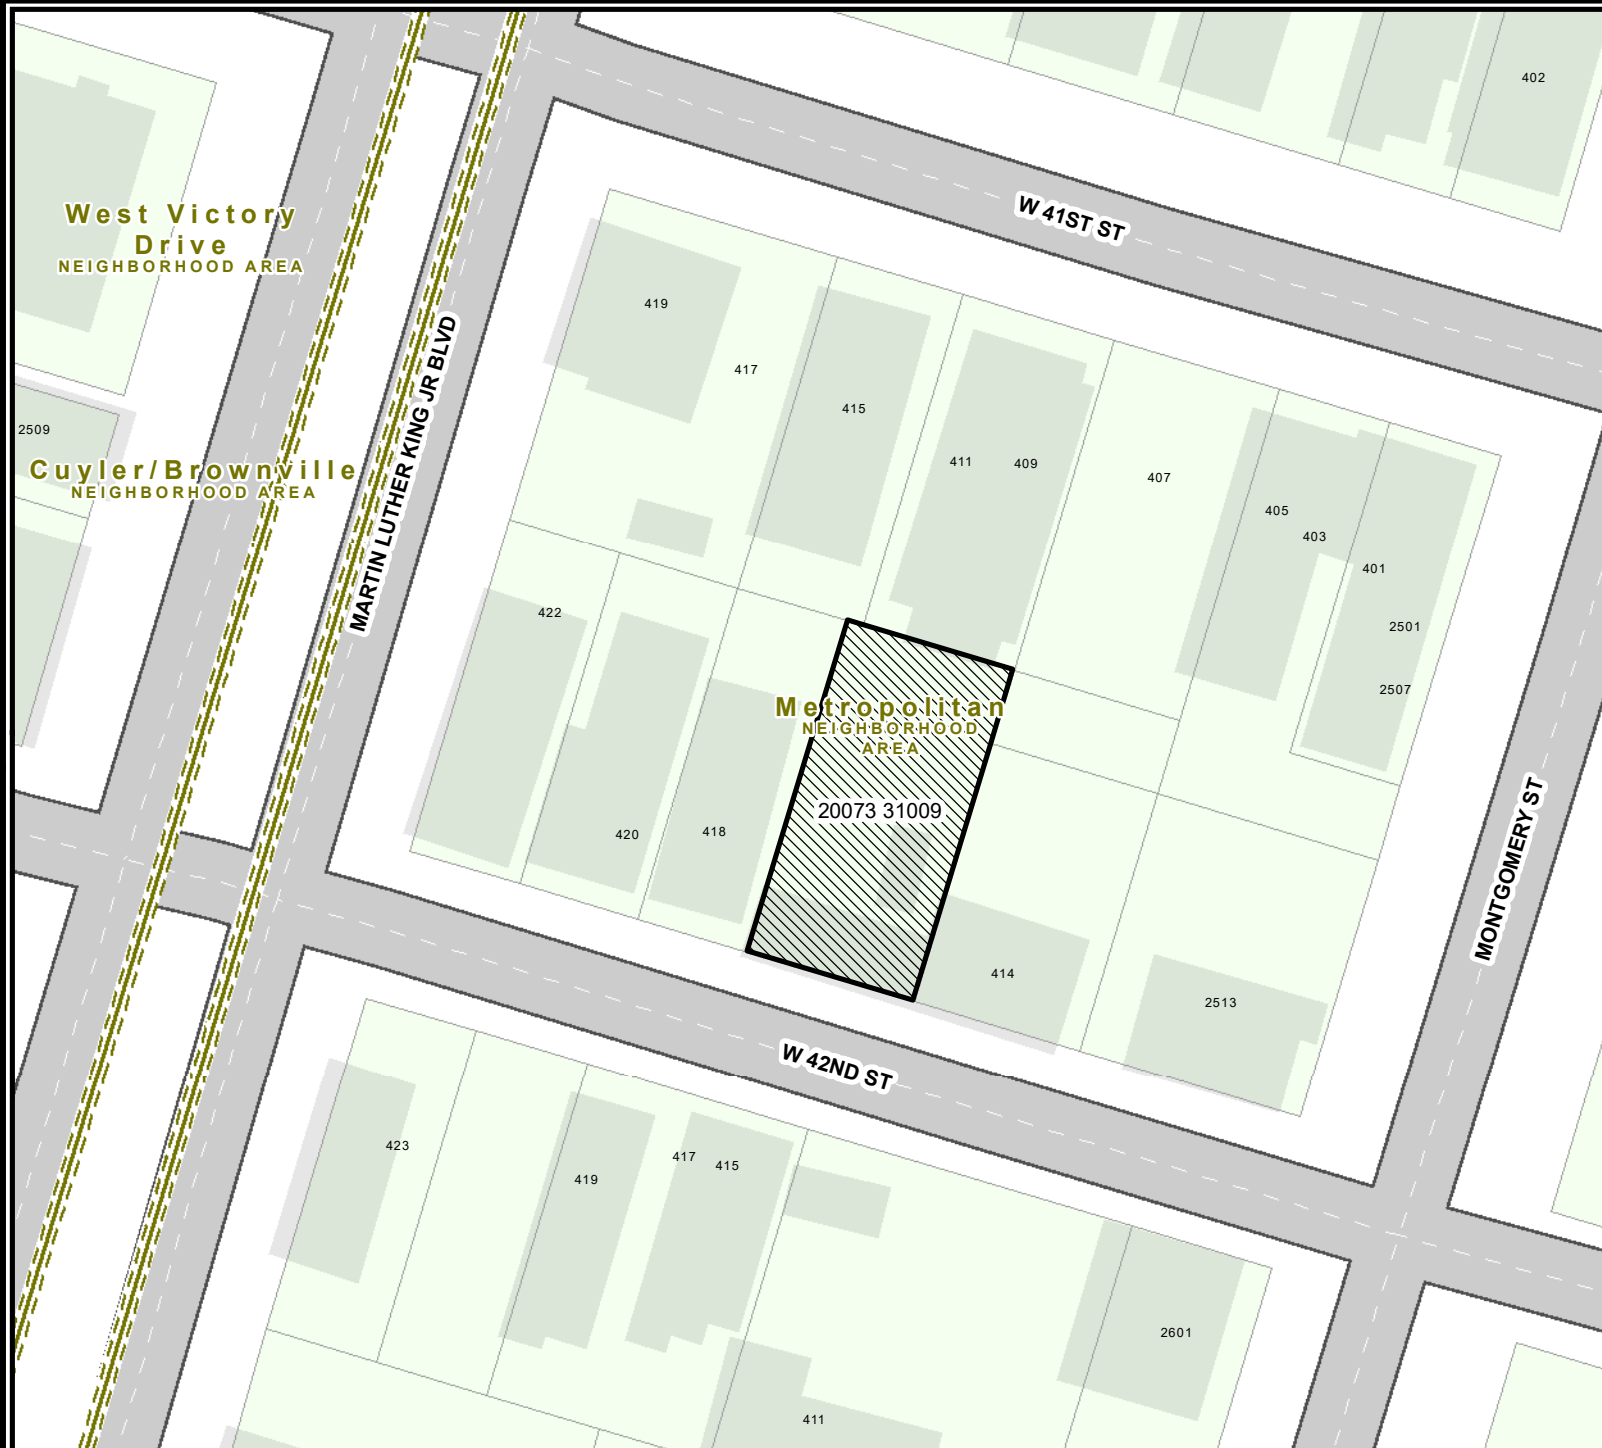 402
W 41ST ST
West Victory
Drive
NEIGHBORHOOD AREA
419
417
415
411
409
407
405
403
401
2501
2507
2509
Cuyler/Brownville
NEIGHBORHOOD AREA
MARTIN LUTHER KING JR BLVD
422
420
418
Metropolitan
NEIGHBORHOOD
AREA
20073 31009
414
2513
MONTGOMERY ST
W 42ND ST
423
419
417
415
2601
411